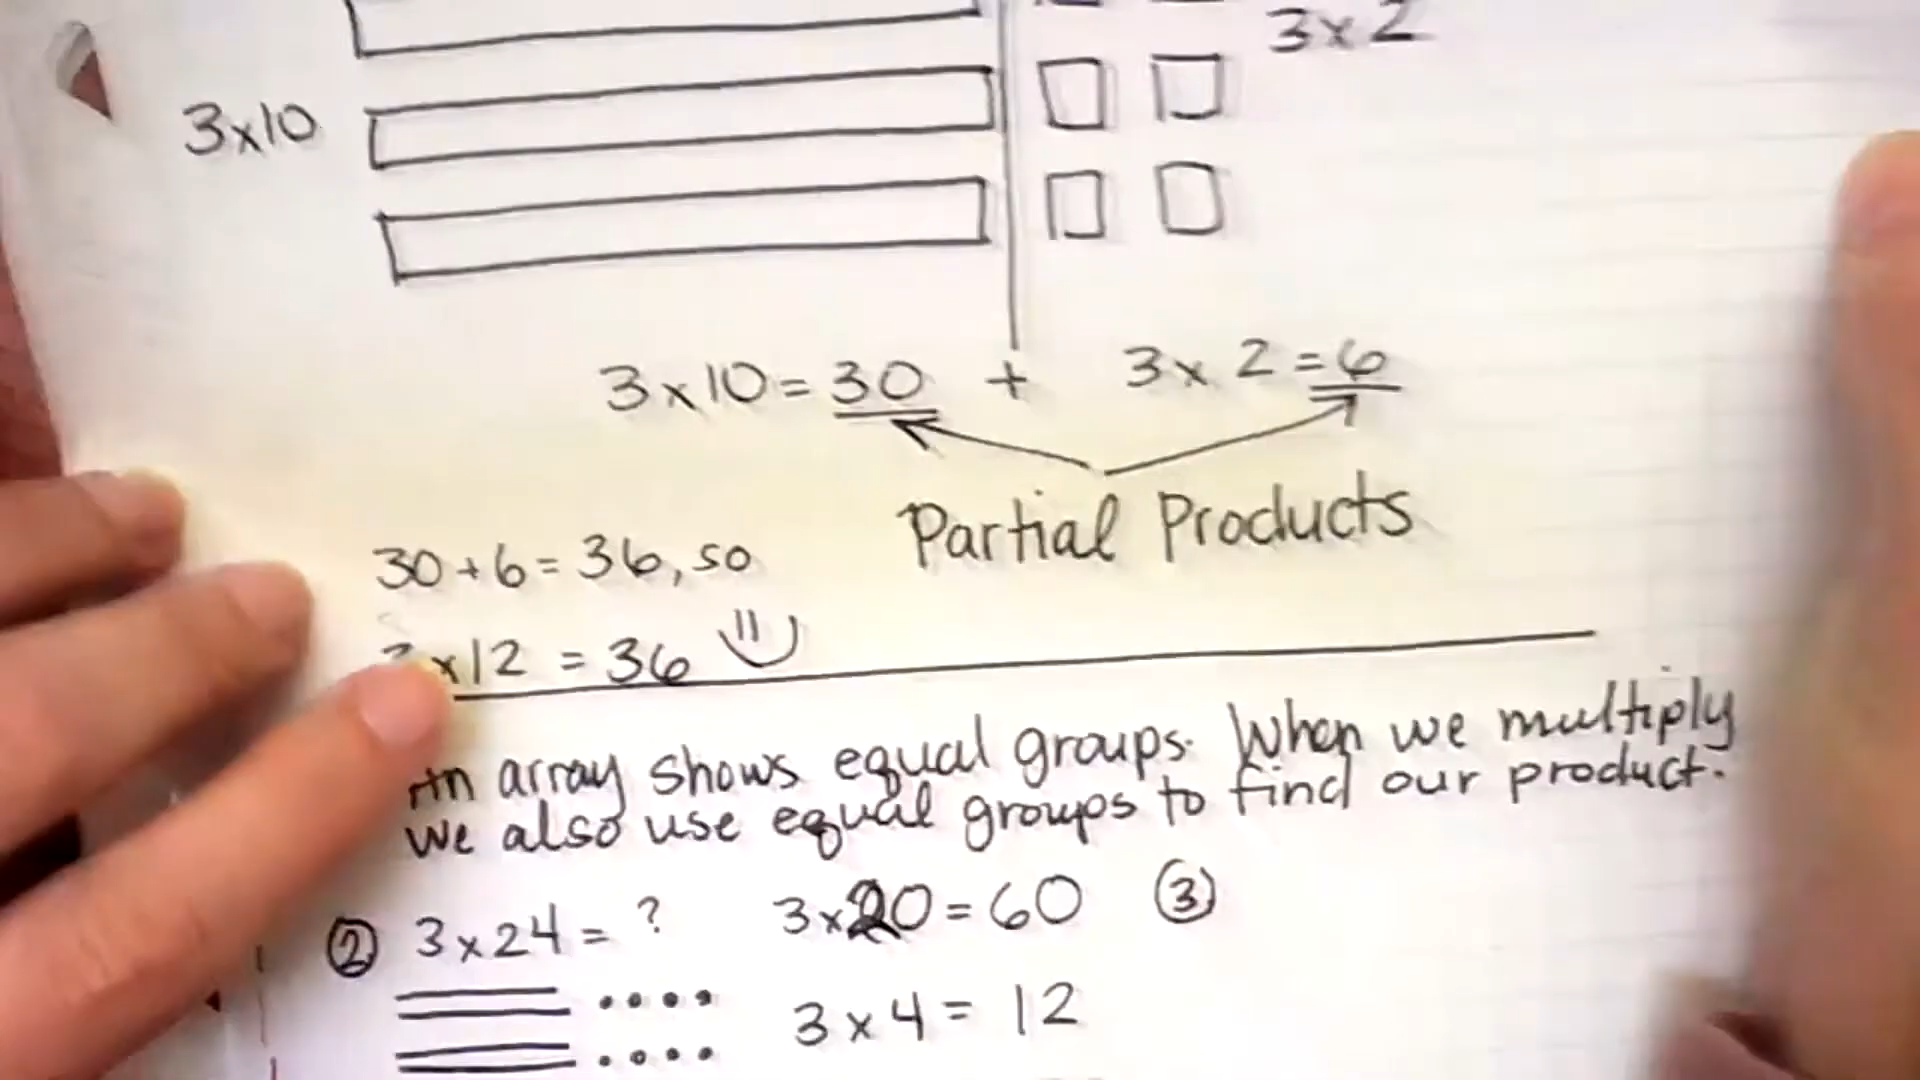 3x2
3x10
3x10=30 + 3x2=6
Partial Products
30+6=36, so
x12 = 36
An array shows equal groups. When we multiply
we also use equal groups to find our product.
② 3x24= ? 3x20=60 ③
3x4= 12